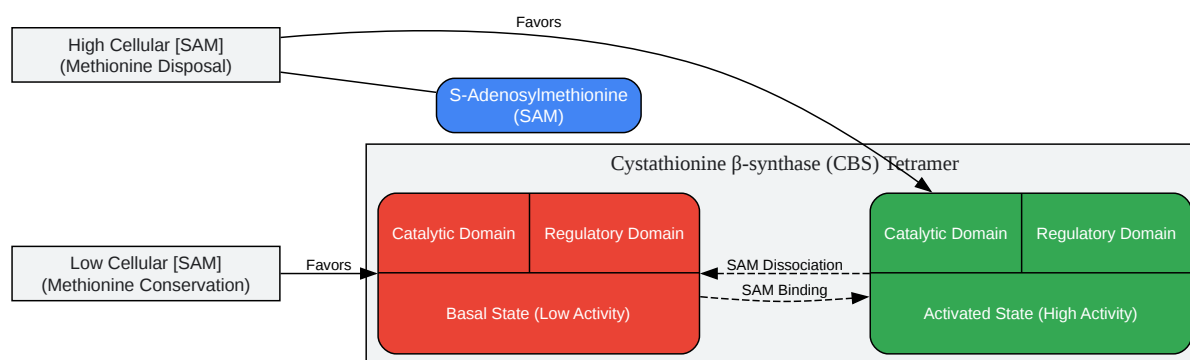 Favors
High Cellular [SAM]
(Methionine Disposal)
S-Adenosylmethionine
(SAM)
Cystathionine β-synthase (CBS) Tetramer
Catalytic Domain
Regulatory Domain
Catalytic Domain
Regulatory Domain
Low Cellular [SAM]
(Methionine Conservation)
Favors
SAM Dissociation
SAM Binding
Basal State (Low Activity)
Activated State (High Activity)